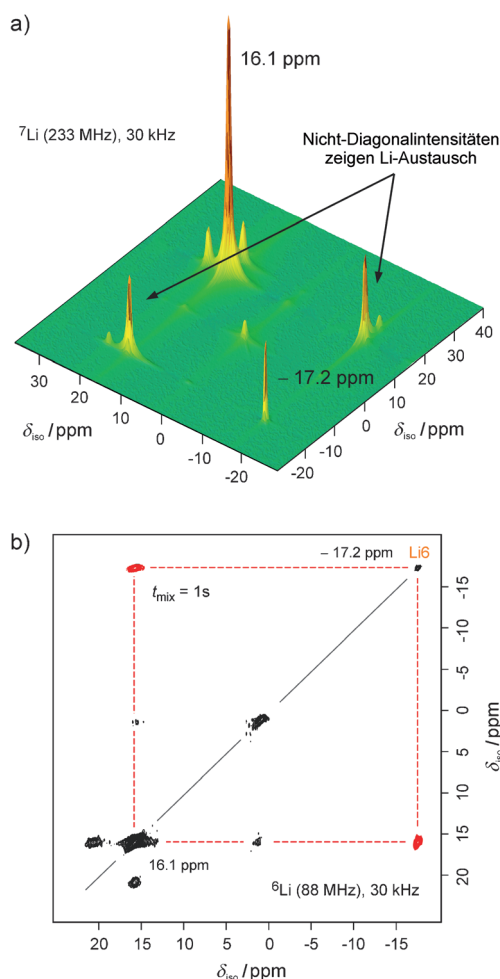 a)
16.1 ppm
⁷Li (233 MHz), 30 kHz
Nicht-Diagonalintensitäten
zeigen Li-Austausch
– 17.2 ppm
30
20
10
0
-10
-20
δiso /ppm
40
30
20
10
0
-10
-20
δiso /ppm
b)
– 17.2 ppm
Li6
tmix = 1s
-15
-10
-5
0
5
10
15
20
δiso /ppm
16.1 ppm
⁶Li (88 MHz), 30 kHz
20
15
10
5
0
-5
-10
-15
δiso /ppm